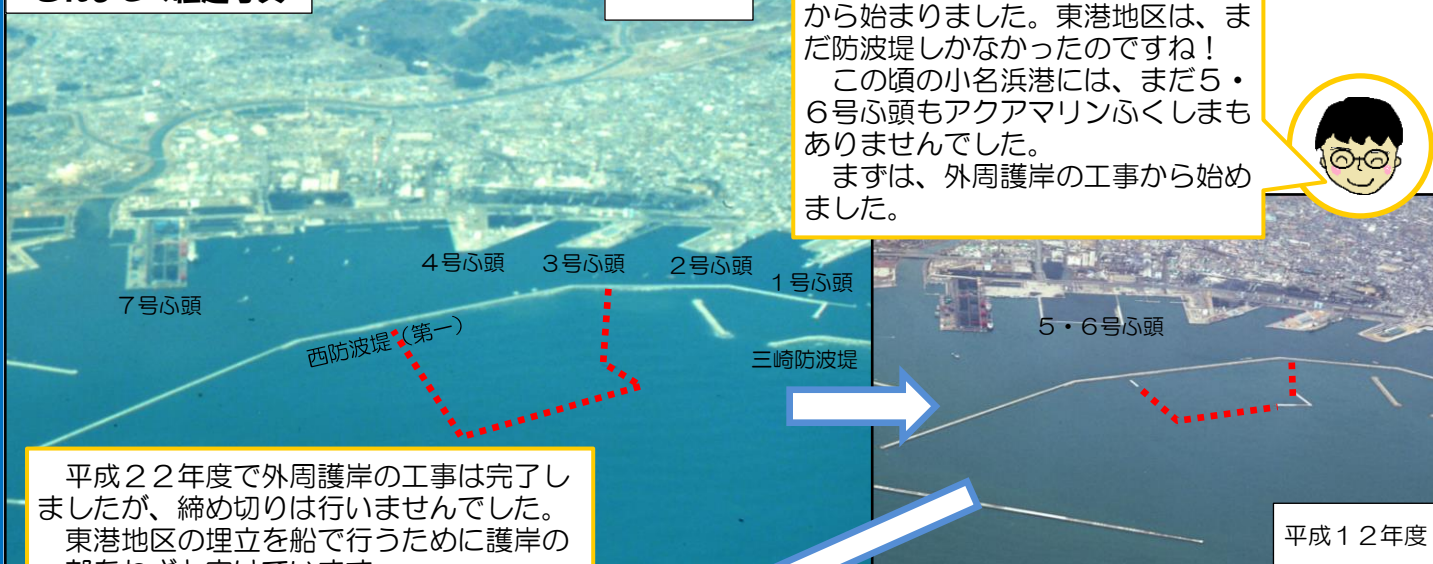 から始まりました。東港地区は、ま
だ防波堤しかなかったのですね！
　この頃の小名浜港には、まだ５・
６号ふ頭もアクアマリンふくしまも
ありませんでした。
　まずは、外周護岸の工事から始め
ました。
４号ふ頭
３号ふ頭
２号ふ頭
１号ふ頭
７号ふ頭
西防波堤（第一）
三崎防波堤
５・６号ふ頭
　平成２２年度で外周護岸の工事は完了し
ましたが、締め切りは行いませんでした。
　東港地区の埋立を船で行うために護岸の
平成１２年度